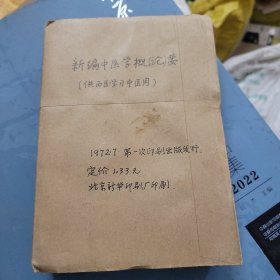 新编中医学概论要
(供西医学习中医用)
1972.7 第一次印刷出版发行.
定价 1.33元
北京新华印刷厂印刷
2022